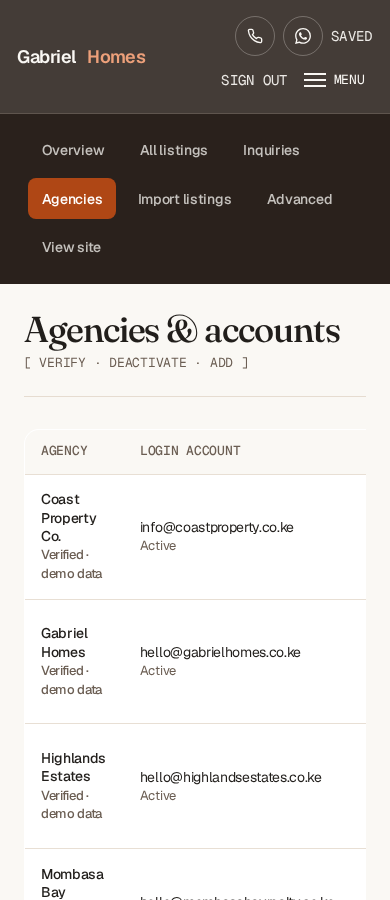 Gabriel Homes
SAVED
SIGN OUT
MENU
Overview
All listings
Inquiries
Agencies
Import listings
Advanced
View site
Agencies & accounts
[ VERIFY · DEACTIVATE · ADD ]
AGENCY
LOGIN ACCOUNT
Coast
Property
Co.
Verified ·
demo data
info@coastproperty.co.ke
Active
Gabriel
Homes
Verified ·
demo data
hello@gabrielhomes.co.ke
Active
Highlands
Estates
Verified ·
demo data
hello@highlandsestates.co.ke
Active
Mombasa
Bay